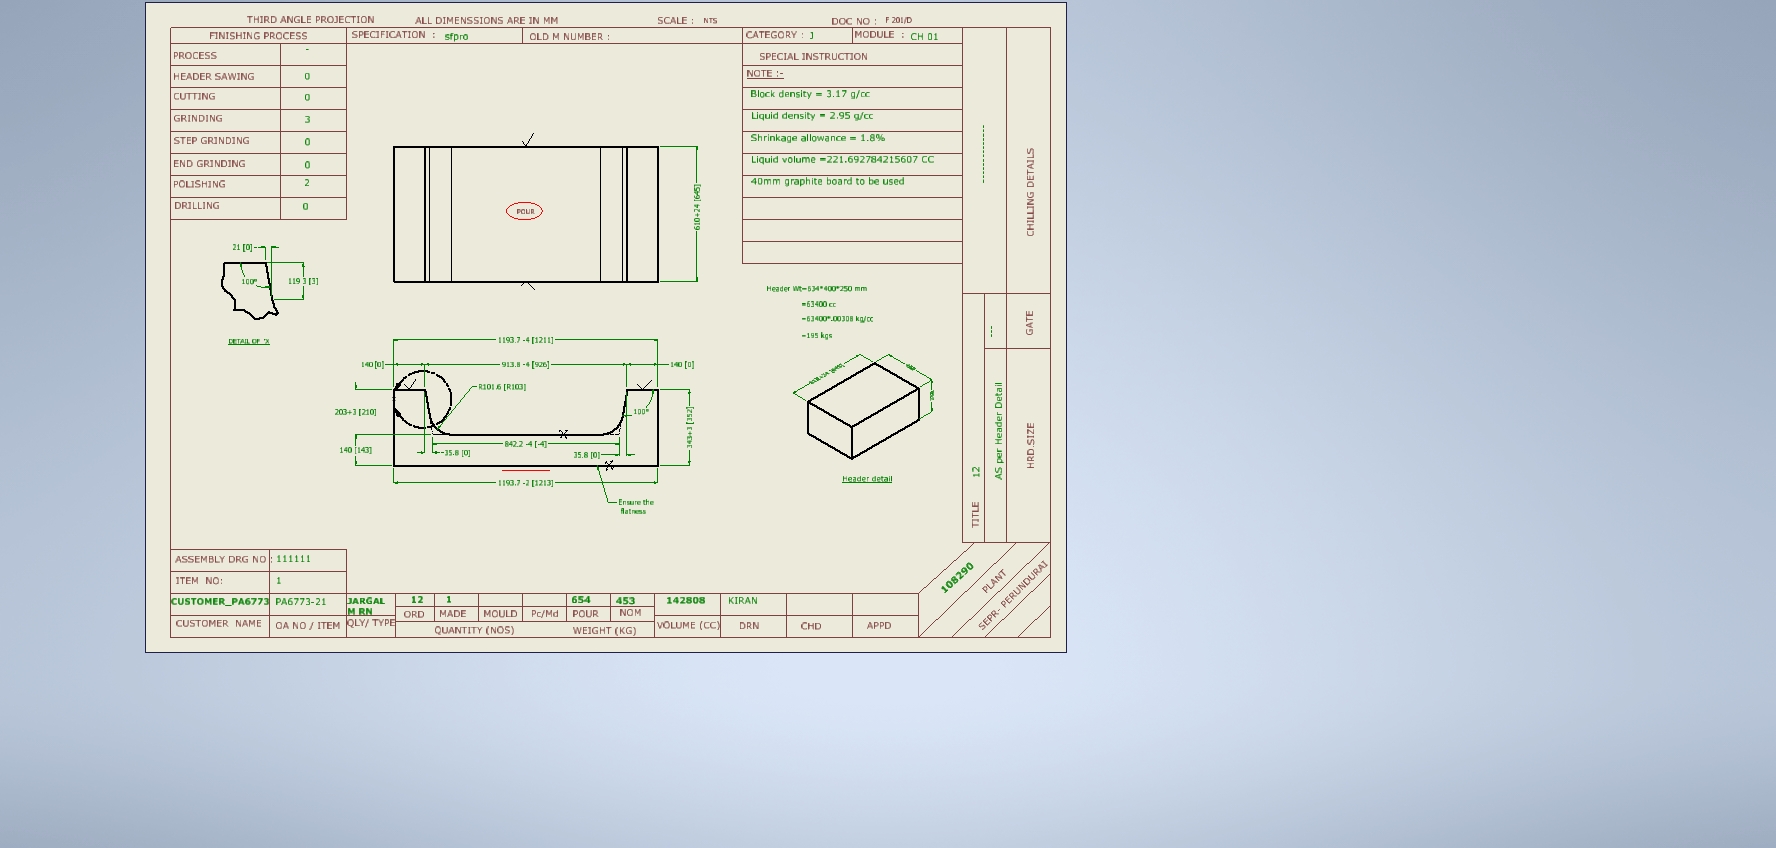 THIRD ANGLE PROJECTION ALL DIMENSSIONS ARE IN MM SCALE : NTS DOC NO : F 201/D
FINISHING PROCESS SPECIFICATION : sfpro OLD M NUMBER : CATEGORY : J MODULE : CH 01
PROCESS -
HEADER SAWING 0
CUTTING 0
GRINDING 3
STEP GRINDING 0
END GRINDING 0
POLISHING 2
DRILLING 0
SPECIAL INSTRUCTION
NOTE :-
Block density = 3.17 g/cc
Liquid density = 2.95 g/cc
Shrinkage allowance = 1.8%
Liquid volume =221.692784215607 CC
40mm graphite board to be used
CHILLING DETAILS
POUR
610+24 [645]
21 [0]
100°
119.3 [3]
DETAIL OF 'X'
Header Wt=634*400*250 mm
=63400 cc
=63400*.00308 kg/cc
=195 kgs
GATE
1193.7 -4 [1211]
140 [0] 913.8 -4 [926] 140 [0]
R101.6 [R103]
203+3 [210]
100°
343+3 [352]
842.2 -4 [-4]
140 [143] 35.8 [0] 35.8 [0]
1193.7 -2 [1213]
Ensure the
flatness
Header detail
AS per Header Detail
HRD.SIZE
TITLE 12
ASSEMBLY DRG NO : 111111
ITEM NO: 1
CUSTOMER_PA6773 PA6773-21 JARGAL
M RN
12 1 654 453 142808 KIRAN
ORD MADE MOULD Pc/Md POUR NOM
CUSTOMER NAME OA NO / ITEM QLY/ TYPE QUANTITY (NOS) WEIGHT (KG) VOLUME (CC) DRN CHD APPD
108290
PLANT
SEPR- PERUNDURAI